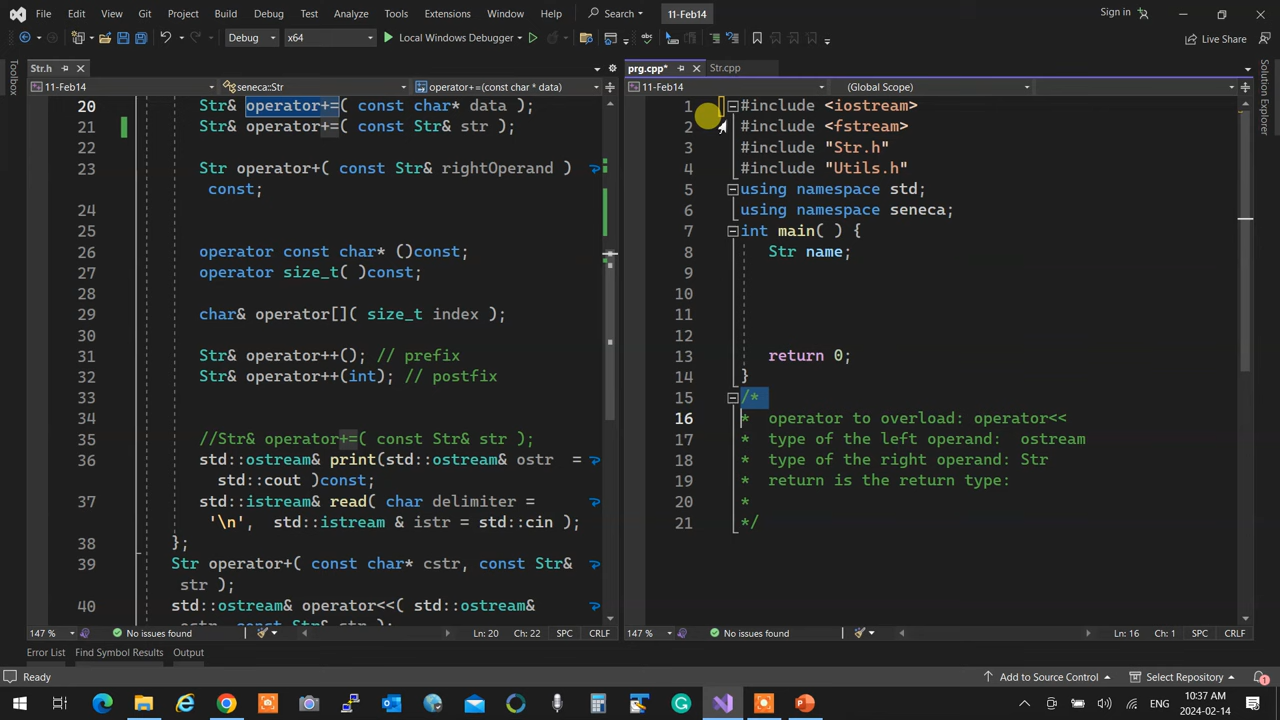 File Edit View Git Project Build Debug Test Analyze Tools Extensions Window Help Search 11-Feb14 Sign in
Debug x64 Local Windows Debugger Live Share
Toolbox
Str.h
11-Feb14 seneca::Str operator+=(const char * data)
20 Str& operator+=( const char* data );
21 Str& operator+=( const Str& str );
22
23 Str operator+( const Str& rightOperand )
const;
24
25
26 operator const char* ()const;
27 operator size_t( )const;
28
29 char& operator[]( size_t index );
30
31 Str& operator++(); // prefix
32 Str& operator++(int); // postfix
33
34
35 //Str& operator+=( const Str& str );
36 std::ostream& print(std::ostream& ostr =
std::cout )const;
37 std::istream& read( char delimiter =
'\n', std::istream & istr = std::cin );
38 };
39 Str operator+( const char* cstr, const Str&
str );
40 std::ostream& operator<<( std::ostream&
ostr, const Str& str );
147 % No issues found Ln: 20 Ch: 22 SPC CRLF
prg.cpp* Str.cpp
11-Feb14 (Global Scope)
1 #include <iostream>
2 #include <fstream>
3 #include "Str.h"
4 #include "Utils.h"
5 using namespace std;
6 using namespace seneca;
7 int main( ) {
8 Str name;
9
10
11
12
13 return 0;
14 }
15 /*
16 * operator to overload: operator<<
17 * type of the left operand: ostream
18 * type of the right operand: Str
19 * return is the return type:
20 *
21 */
147 % No issues found Ln: 16 Ch: 1 SPC CRLF
Solution Explorer
Error List Find Symbol Results Output
Ready Add to Source Control Select Repository 1
ENG 10:37 AM
2024-02-14